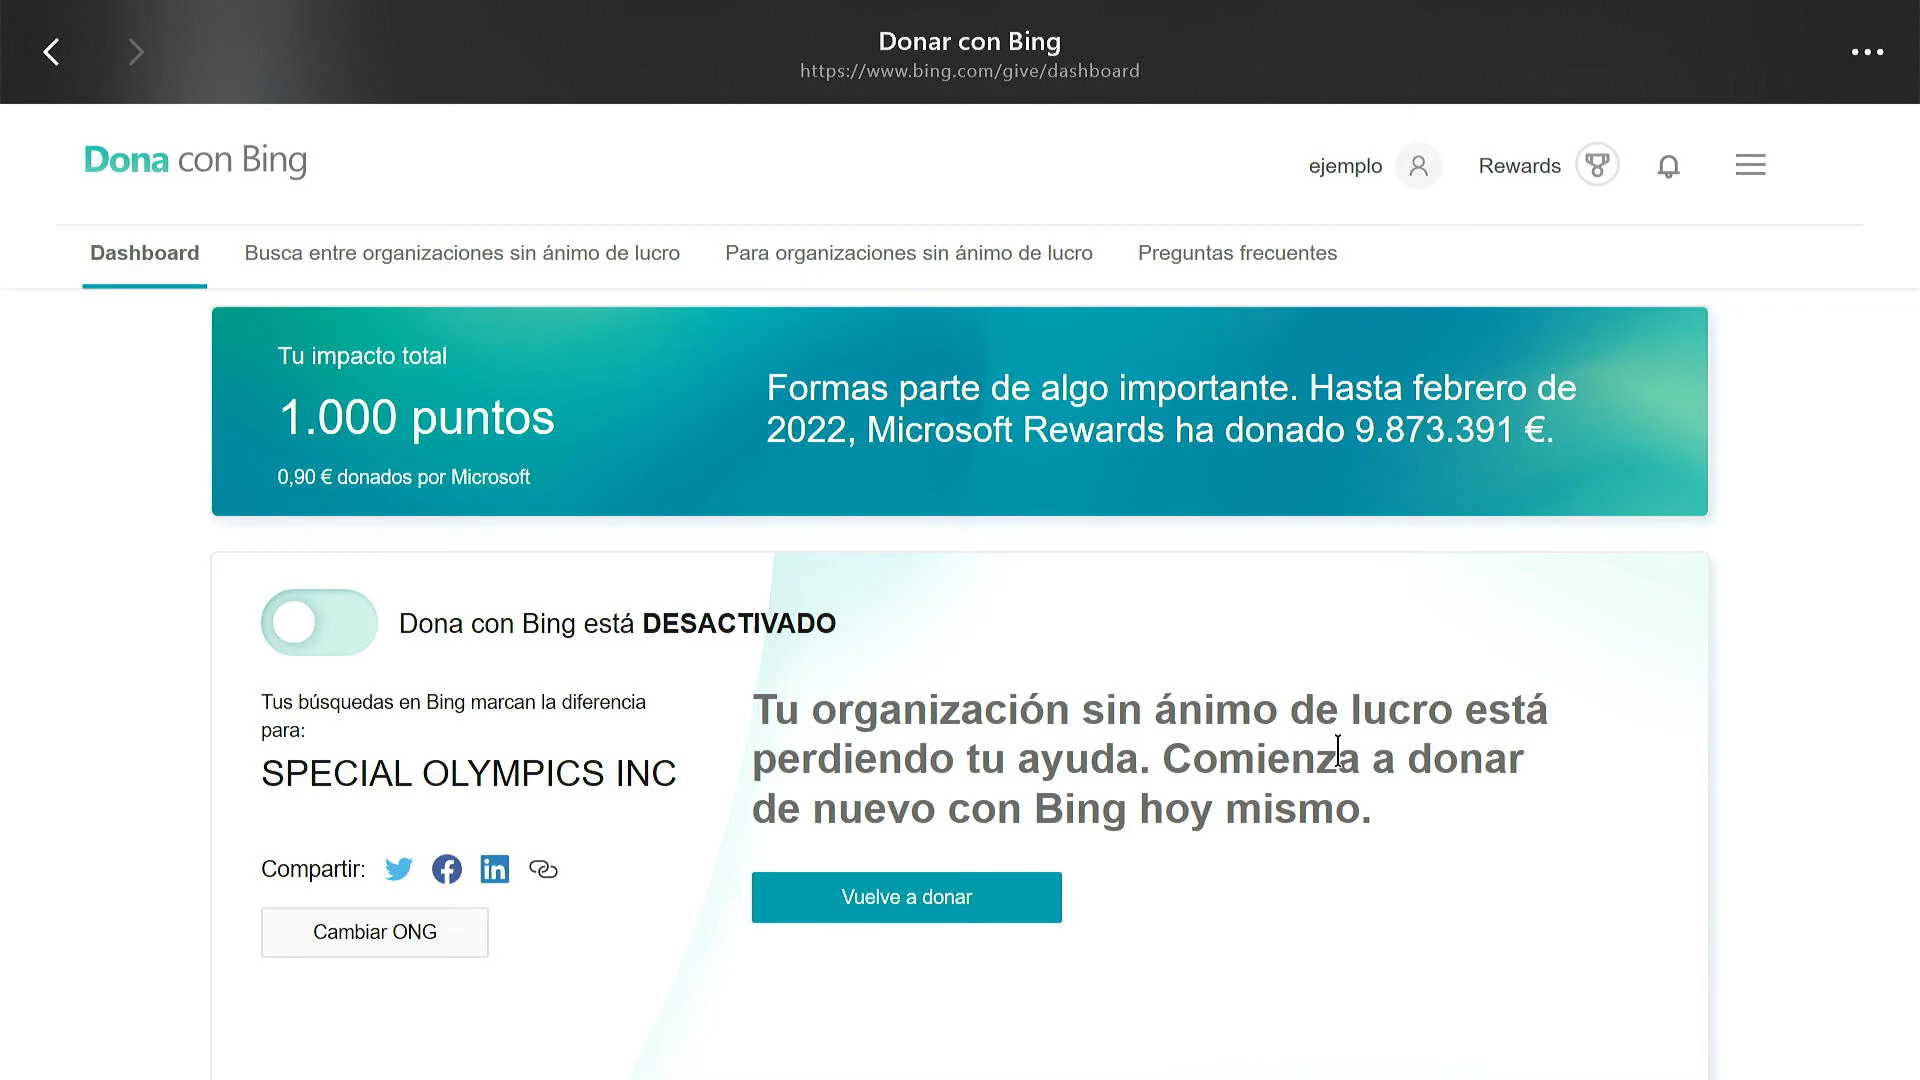 Donar con Bing
https://www.bing.com/give/dashboard
Dona con Bing
ejemplo
Rewards
Dashboard
Busca entre organizaciones sin ánimo de lucro
Para organizaciones sin ánimo de lucro
Preguntas frecuentes
Tu impacto total
1.000 puntos
0,90 € donados por Microsoft
Formas parte de algo importante. Hasta febrero de
2022, Microsoft Rewards ha donado 9.873.391 €.
Dona con Bing está DESACTIVADO
Tus búsquedas en Bing marcan la diferencia
para:
SPECIAL OLYMPICS INC
Compartir:
Cambiar ONG
Tu organización sin ánimo de lucro está
perdiendo tu ayuda. Comienza a donar
de nuevo con Bing hoy mismo.
Vuelve a donar